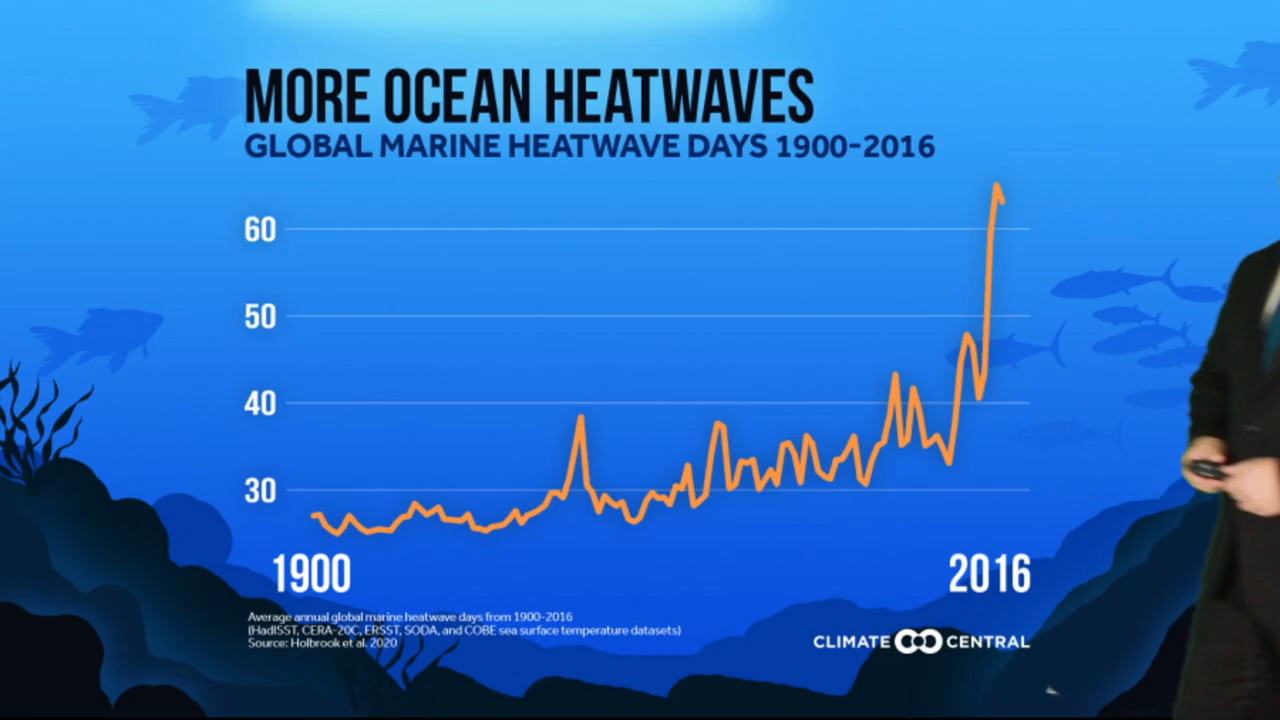 MORE OCEAN HEATWAVES
GLOBAL MARINE HEATWAVE DAYS 1900-2016
60
50
40
30
1900
2016
Average annual global marine heatwave days from 1900-2016
(HadISST, CERA-20C, ERSST, SODA, and COBE sea surface temperature datasets)
Source: Holbrook et al. 2020
CLIMATE CENTRAL